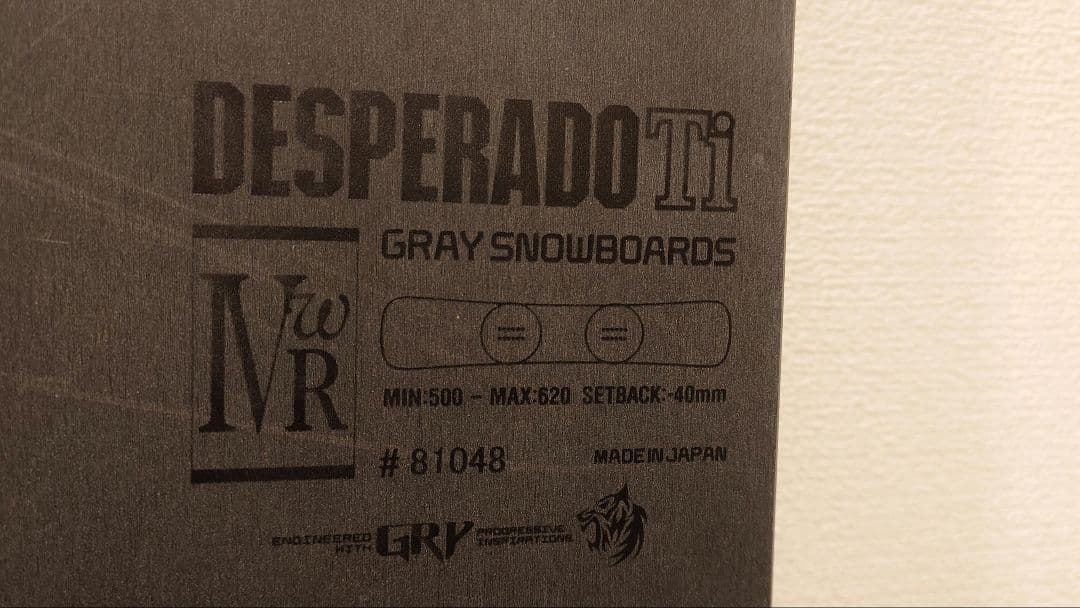 DESPERADO Ti
GRAY SNOWBOARDS
MIN:500 - MAX:620 SETBACK:-40mm
# 81048
MADE IN JAPAN
ENGINEERED WITH GRY PROGRESSIVE INSPIRATIONS